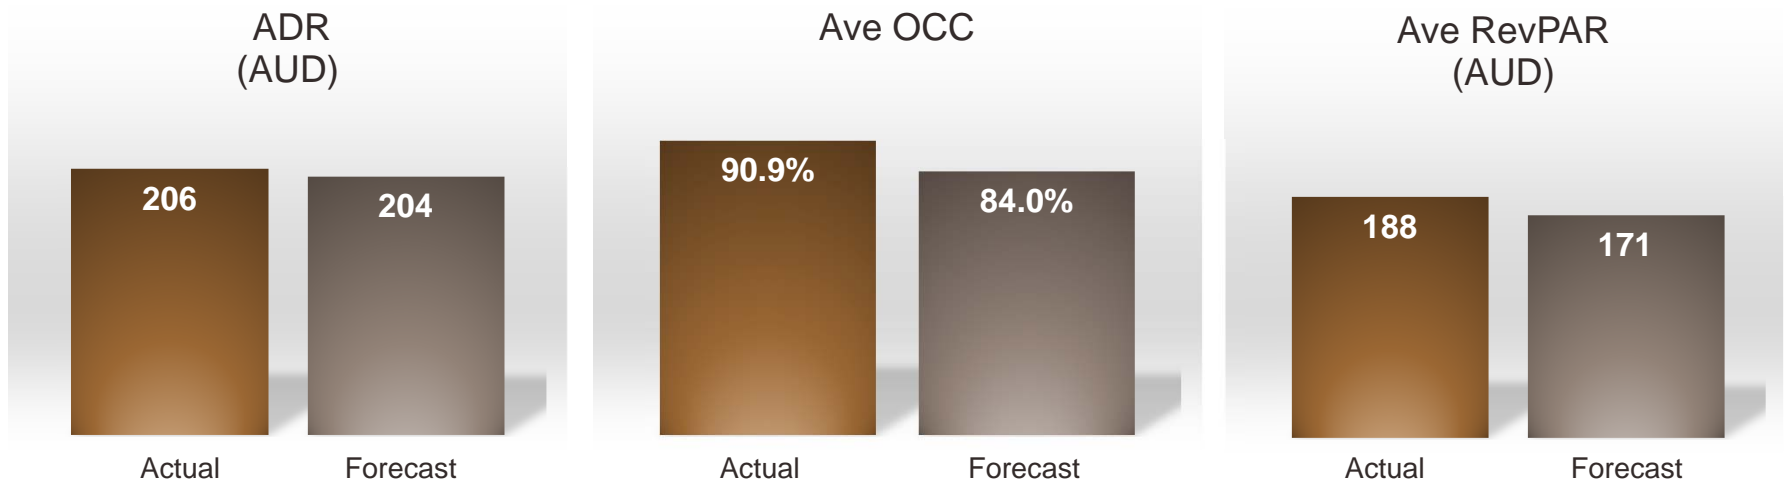 ADR
(AUD)
206
204
Actual
Forecast
Ave OCC
90.9%
84.0%
Actual
Forecast
Ave RevPAR
(AUD)
188
171
Actual
Forecast